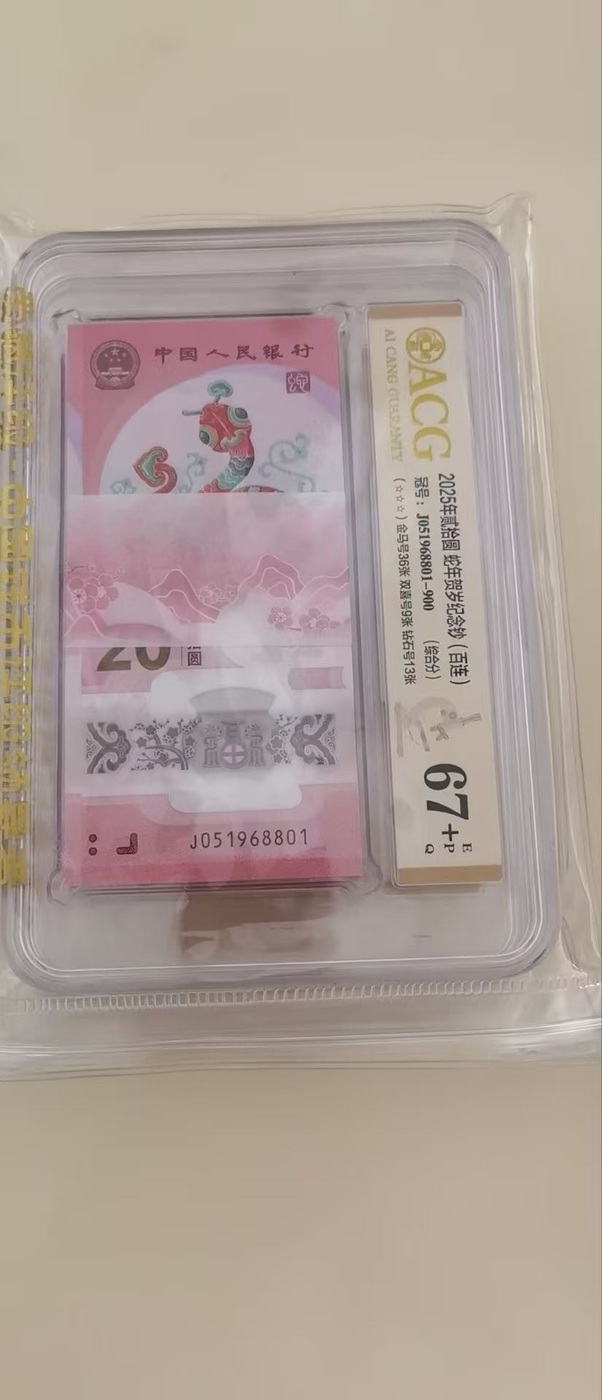 中国人民银行
20
J051968801
ACG
AI CANG GUARANTY
2025年贰拾圆 蛇年贺岁纪念钞（百连）
冠号：J051968801-900 （综合分）
（☆☆☆）金马号36张 双喜号9张 钻石号13张
67+
E
P
Q